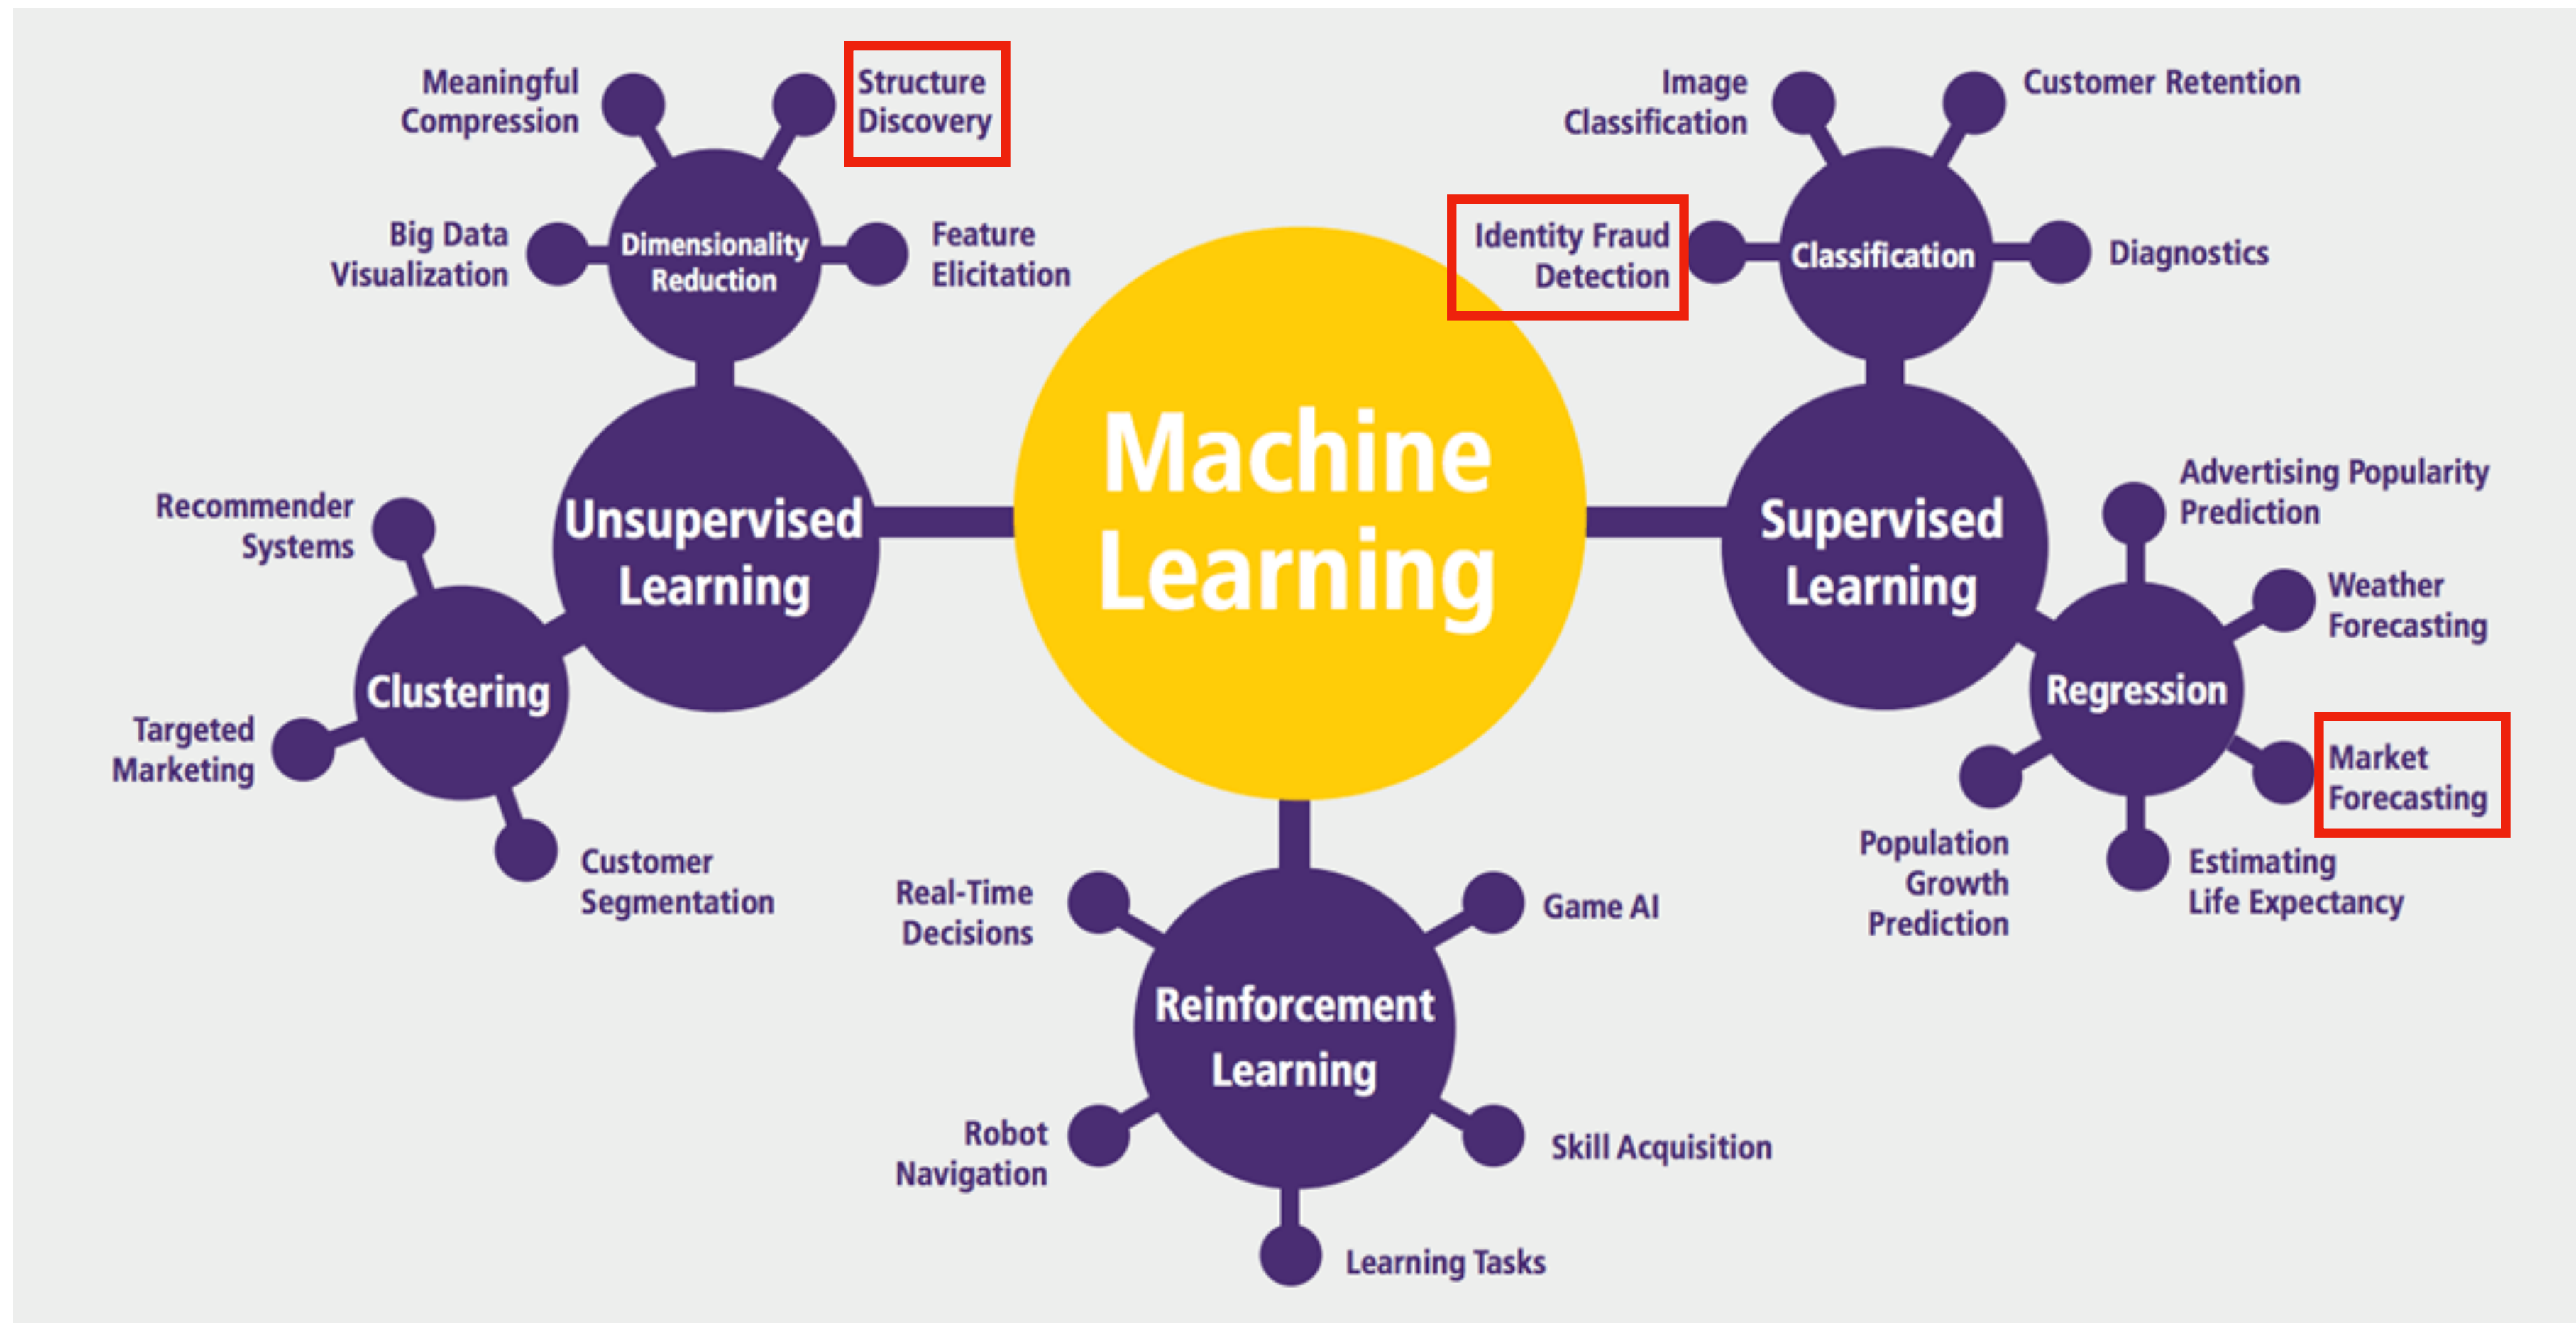 Meaningful
Compression
Structure
Discovery
Big Data
Visualization
Dimensionality
Reduction
Feature
Elicitation
Image
Classification
Customer Retention
Identity Fraud
Detection
Classification
Diagnostics
Machine
Learning
Unsupervised
Learning
Recommender
Systems
Clustering
Targeted
Marketing
Customer
Segmentation
Supervised
Learning
Advertising Popularity
Prediction
Weather
Forecasting
Regression
Market
Forecasting
Population
Growth
Prediction
Estimating
Life Expectancy
Real-Time
Decisions
Game AI
Reinforcement
Learning
Robot
Navigation
Skill Acquisition
Learning Tasks